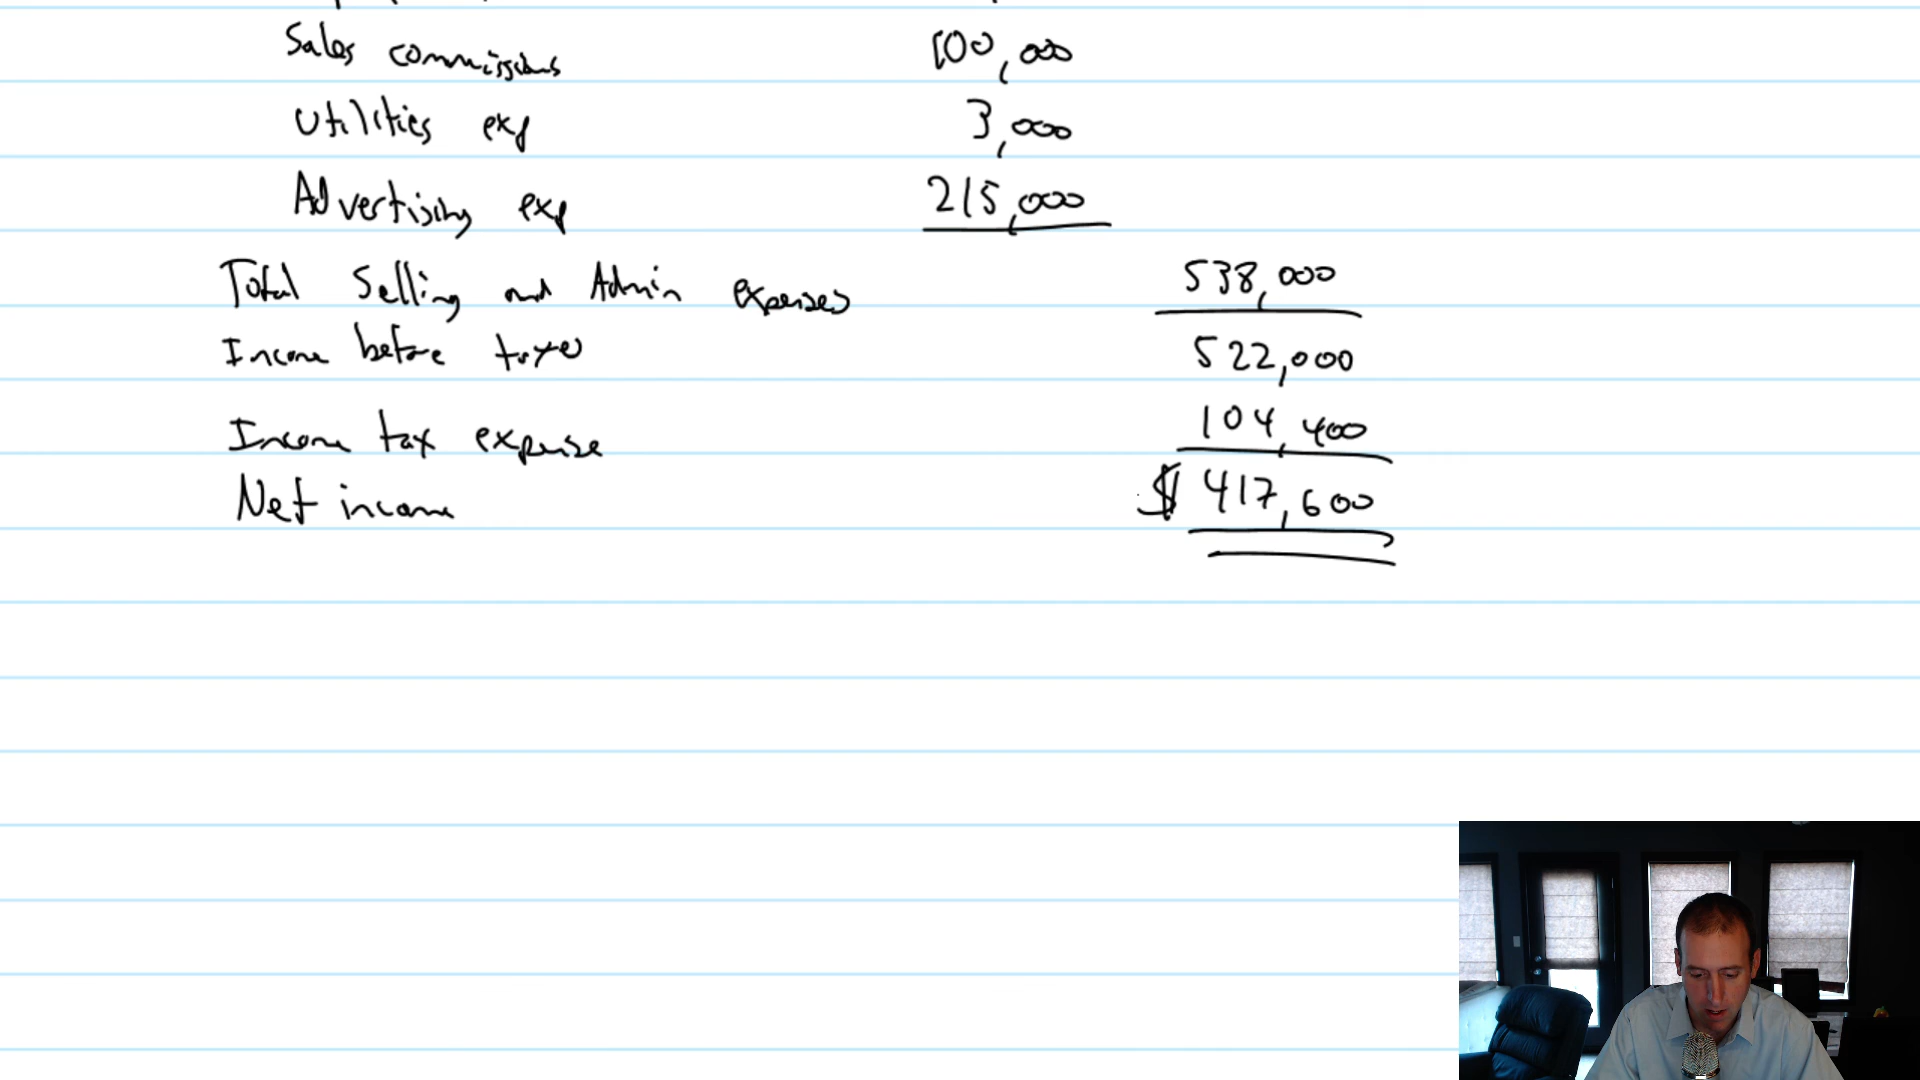 Sales commissions 100,000
Utilities exp 3,000
Advertising exp 215,000
Total Selling and Admin expenses 538,000
Income before taxes 522,000
Income tax expense 104,400
Net income $ 417,600